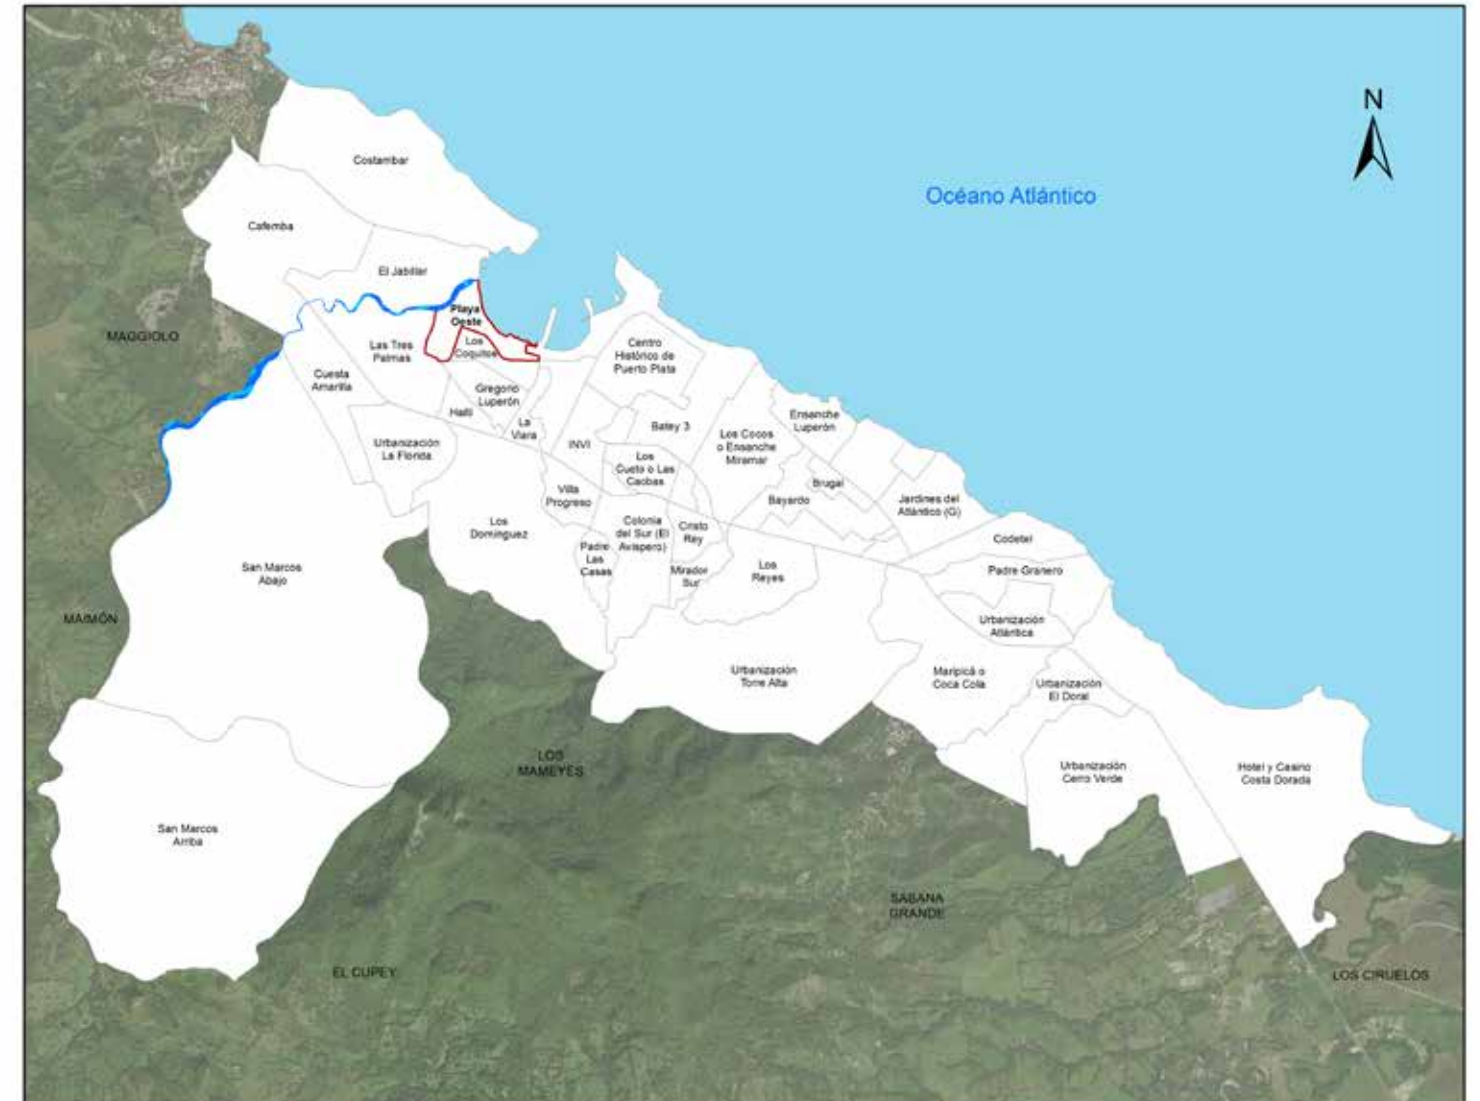 N
Costambar
Océano Atlántico
Cafemba
El Jabillar
Playa
Oeste
MAGGIOLO
Las Tres
Palmas
Los
Coquitos
Centro
Histórico de
Puerto Plata
Cuesta
Amarilla
Gregorio
Luperón
Haití
La
Viara
Ensanche
Luperón
Batey 3
INVI
Los Cocos
o Ensanche
Miramar
Urbanización
La Florida
Los
Cueto o Las
Caobas
Brugal
Villa
Progreso
Bayardo
Jardines del
Atlántico (G)
Los
Domínguez
Colonia
del Sur (El
Avispero)
Cristo
Rey
Codetel
Padre
Las
Casas
Mirador
Sur
Los
Reyes
Padre Granero
San Marcos
Abajo
MAIMÓN
Urbanización
Atlántica
Urbanización
Torre Alta
Maripicá o
Coca Cola
Urbanización
El Doral
LOS
MAMEYES
Urbanización
Cerro Verde
Hotel y Casino
Costa Dorada
San Marcos
Arriba
SABANA
GRANDE
EL CUPEY
LOS CIRUELOS